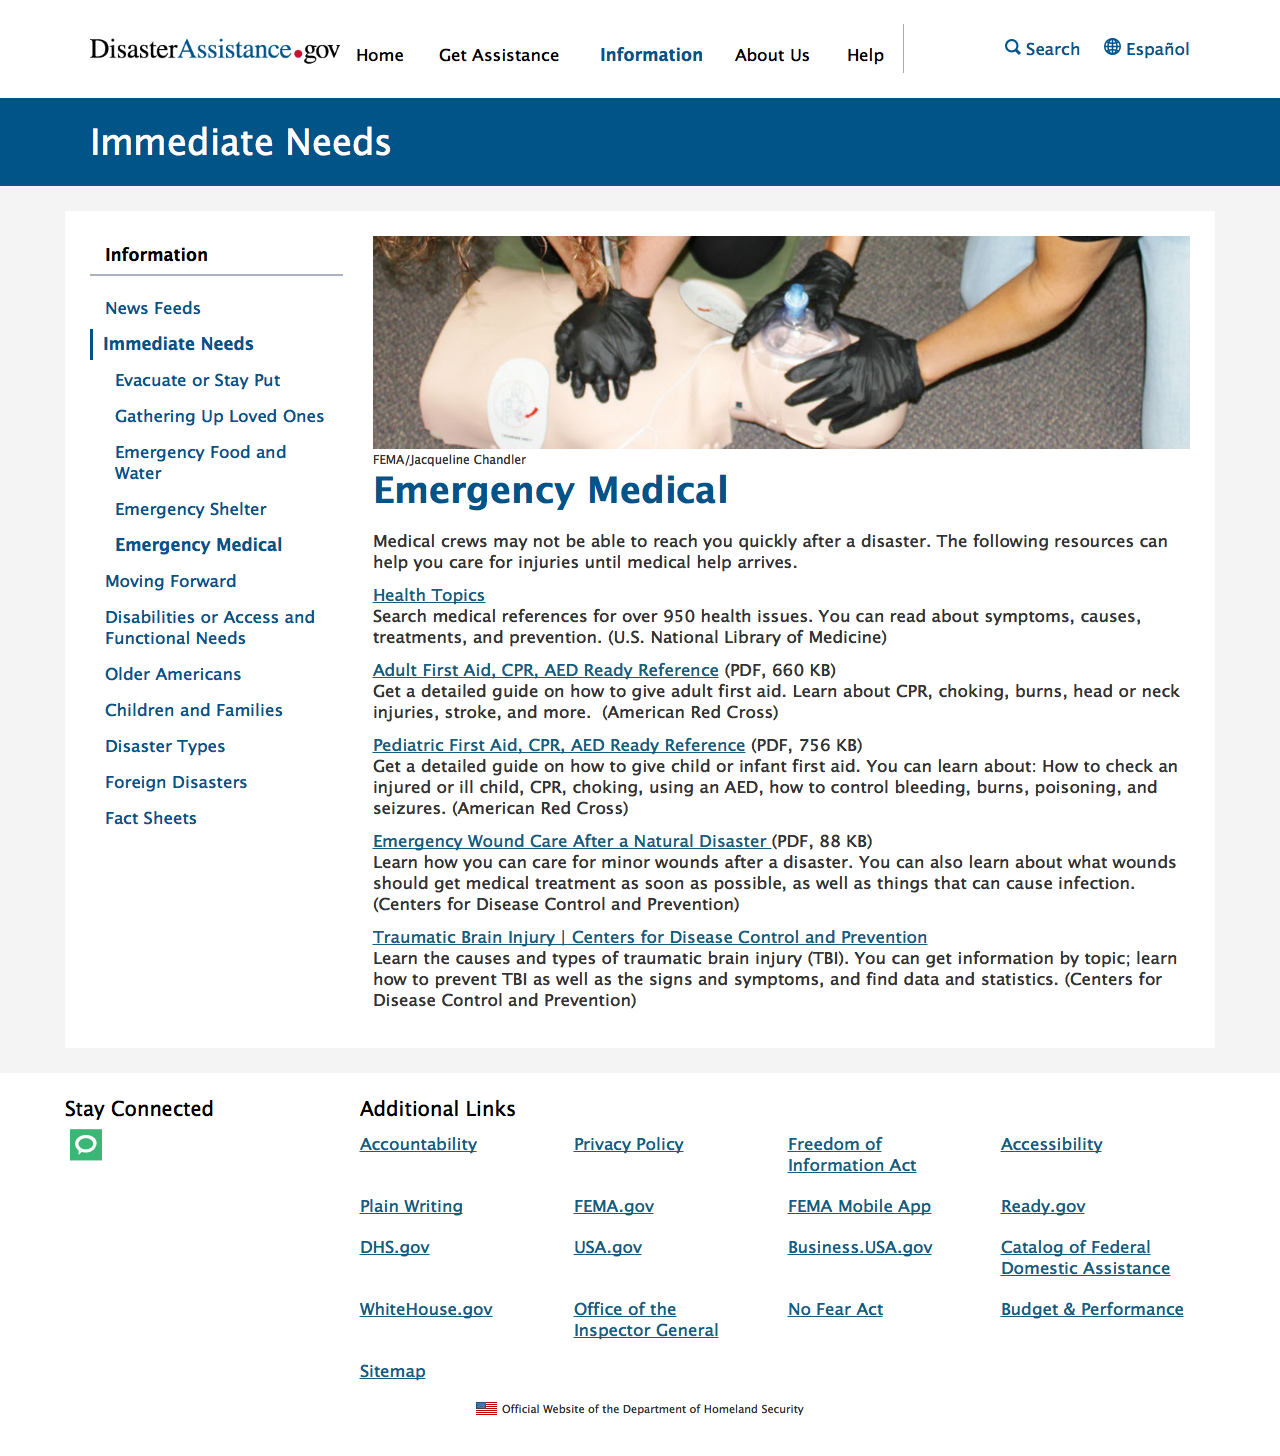 DisasterAssistance.gov Home Get Assistance Information About Us Help Search Español
Immediate Needs
Information
News Feeds
Immediate Needs
Evacuate or Stay Put
Gathering Up Loved Ones
Emergency Food and
Water
Emergency Shelter
Emergency Medical
Moving Forward
Disabilities or Access and
Functional Needs
Older Americans
Children and Families
Disaster Types
Foreign Disasters
Fact Sheets
FEMA/Jacqueline Chandler
Emergency Medical
Medical crews may not be able to reach you quickly after a disaster. The following resources can
help you care for injuries until medical help arrives.
Health Topics
Search medical references for over 950 health issues. You can read about symptoms, causes,
treatments, and prevention. (U.S. National Library of Medicine)
Adult First Aid, CPR, AED Ready Reference (PDF, 660 KB)
Get a detailed guide on how to give adult first aid. Learn about CPR, choking, burns, head or neck
injuries, stroke, and more.  (American Red Cross)
Pediatric First Aid, CPR, AED Ready Reference (PDF, 756 KB)
Get a detailed guide on how to give child or infant first aid. You can learn about: How to check an
injured or ill child, CPR, choking, using an AED, how to control bleeding, burns, poisoning, and
seizures. (American Red Cross)
Emergency Wound Care After a Natural Disaster (PDF, 88 KB)
Learn how you can care for minor wounds after a disaster. You can also learn about what wounds
should get medical treatment as soon as possible, as well as things that can cause infection.
(Centers for Disease Control and Prevention)
Traumatic Brain Injury | Centers for Disease Control and Prevention
Learn the causes and types of traumatic brain injury (TBI). You can get information by topic; learn
how to prevent TBI as well as the signs and symptoms, and find data and statistics. (Centers for
Disease Control and Prevention)
Stay Connected
Additional Links
Accountability
Privacy Policy
Freedom of
Information Act
Accessibility
Plain Writing
FEMA.gov
FEMA Mobile App
Ready.gov
DHS.gov
USA.gov
Business.USA.gov
Catalog of Federal
Domestic Assistance
WhiteHouse.gov
Office of the
Inspector General
No Fear Act
Budget & Performance
Sitemap
Official Website of the Department of Homeland Security